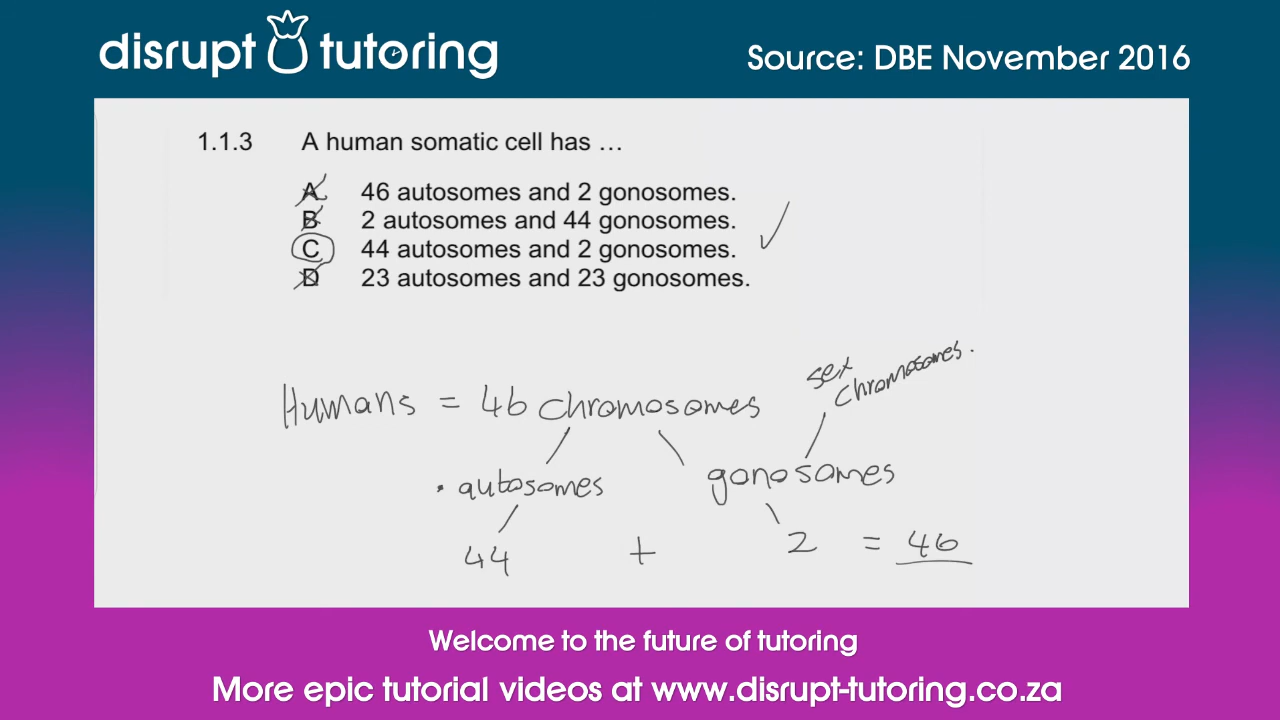 disrupt tutoring
Source: DBE November 2016
1.1.3 A human somatic cell has …
A 46 autosomes and 2 gonosomes.
B 2 autosomes and 44 gonosomes.
C 44 autosomes and 2 gonosomes.
D 23 autosomes and 23 gonosomes.
sex
chromosomes.
Humans = 46 chromosomes
autosomes gonosomes
44 + 2 = 46
Welcome to the future of tutoring
More epic tutorial videos at www.disrupt-tutoring.co.za